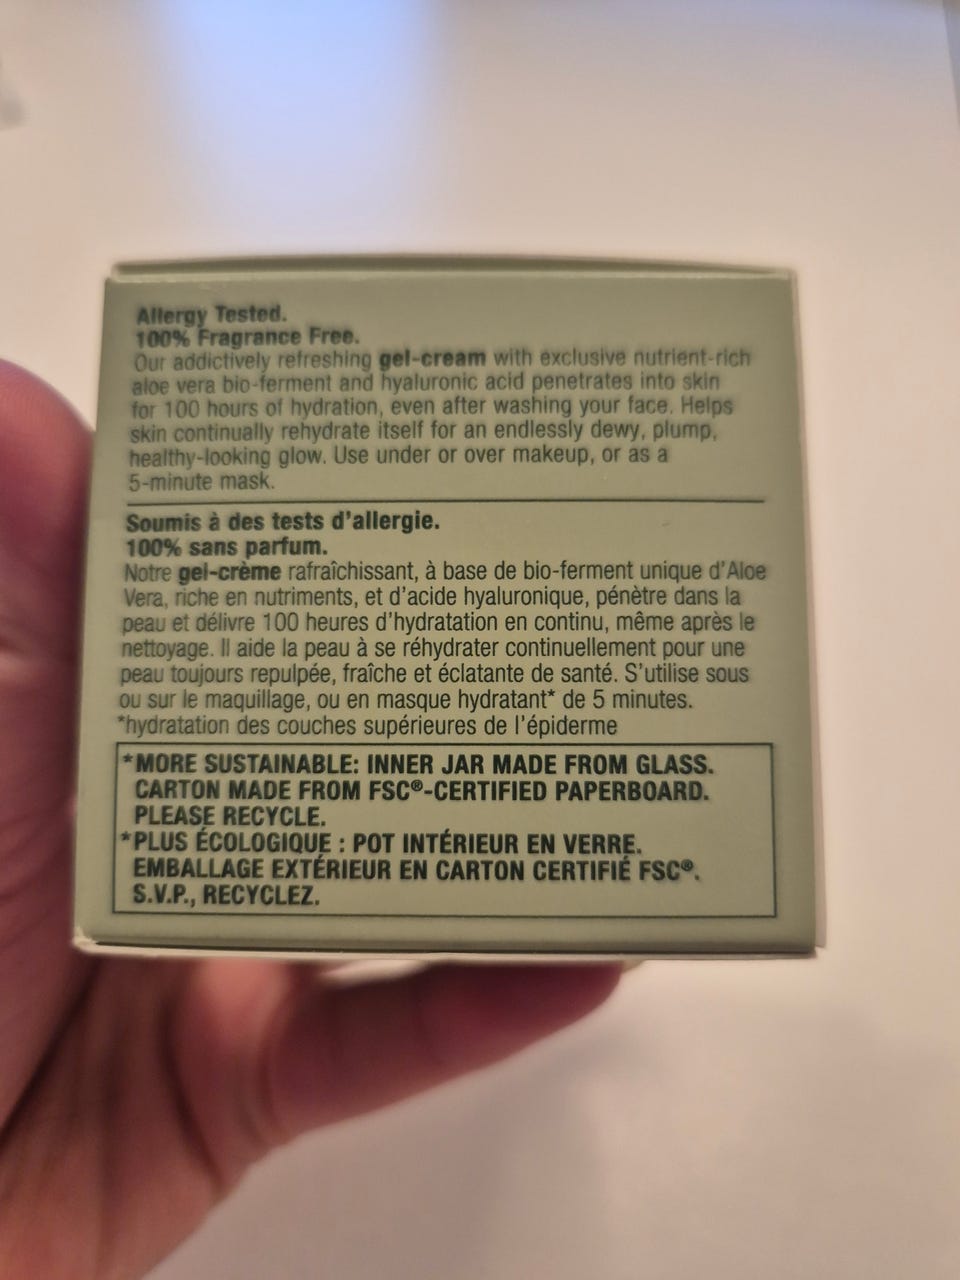 Allergy Tested.
100% Fragrance Free.
Our addictively refreshing gel-cream with exclusive nutrient-rich
aloe vera bio-ferment and hyaluronic acid penetrates into skin
for 100 hours of hydration, even after washing your face. Helps
skin continually rehydrate itself for an endlessly dewy, plump,
healthy-looking glow. Use under or over makeup, or as a
5-minute mask.
Soumis à des tests d'allergie.
100% sans parfum.
Notre gel-crème rafraîchissant, à base de bio-ferment unique d'Aloe
Vera, riche en nutriments, et d'acide hyaluronique, pénètre dans la
peau et délivre 100 heures d'hydratation en continu, même après le
nettoyage. Il aide la peau à se réhydrater continuellement pour une
peau toujours repulpée, fraîche et éclatante de santé. S'utilise sous
ou sur le maquillage, ou en masque hydratant* de 5 minutes.
*hydratation des couches supérieures de l'épiderme
*MORE SUSTAINABLE: INNER JAR MADE FROM GLASS.
CARTON MADE FROM FSC®-CERTIFIED PAPERBOARD.
PLEASE RECYCLE.
*PLUS ÉCOLOGIQUE : POT INTÉRIEUR EN VERRE.
EMBALLAGE EXTÉRIEUR EN CARTON CERTIFIÉ FSC®.
S.V.P., RECYCLEZ.